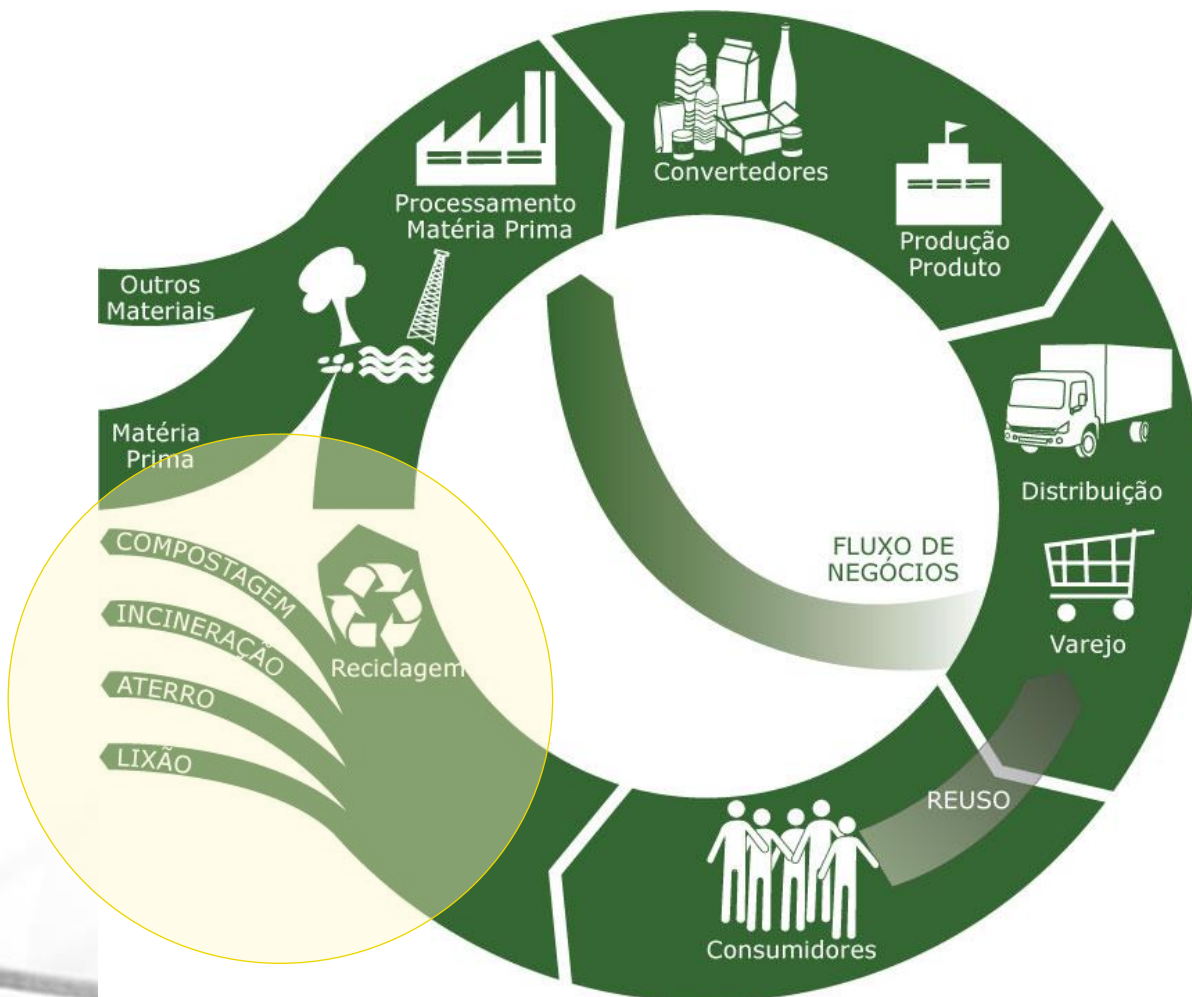 Convertedores
Processamento
Matéria Prima
Produção
Produto
Outros
Materiais
Matéria
Prima
Distribuição
FLUXO DE
NEGÓCIOS
COMPOSTAGEM
INCINERAÇÃO
Reciclagem
Varejo
ATERRO
LIXÃO
REUSO
Consumidores